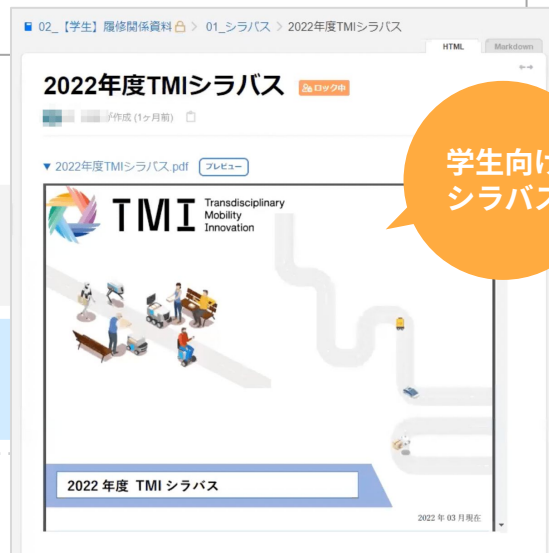 02_【学生】履修関係資料 > 01_シラバス > 2022年度TMIシラバス
HTML
Markdown
2022年度TMIシラバス
ロック中
が作成 (1ヶ月前)
▼ 2022年度TMIシラバス.pdf
プレビュー
学生向け
シラバス
TMI
Transdisciplinary
Mobility
Innovation
2022 年度 TMI シラバス
2022 年 03 月現在